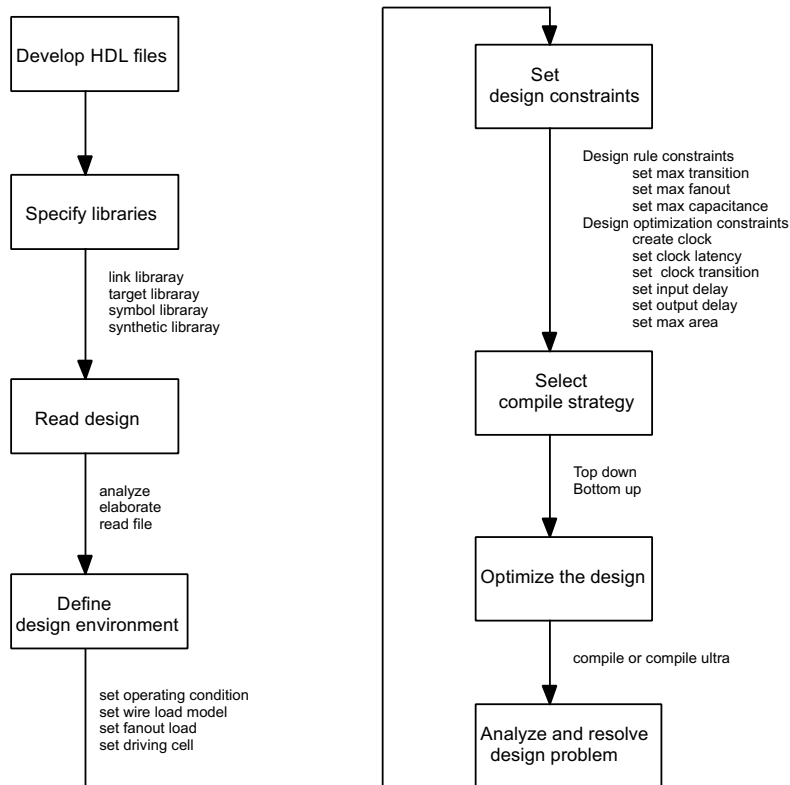 Develop HDL files
Specify libraries
link libraray
target libraray
symbol libraray
synthetic libraray
Read design
analyze
elaborate
read file
Define
design environment
set operating condition
set wire load model
set fanout load
set driving cell
Set
design constraints
Design rule constraints
set max transition
set max fanout
set max capacitance
Design optimization constraints
create clock
set clock latency
set  clock transition
set input delay
set output delay
set max area
Select
compile strategy
Top down
Bottom up
Optimize the design
compile or compile ultra
Analyze and resolve
design problem